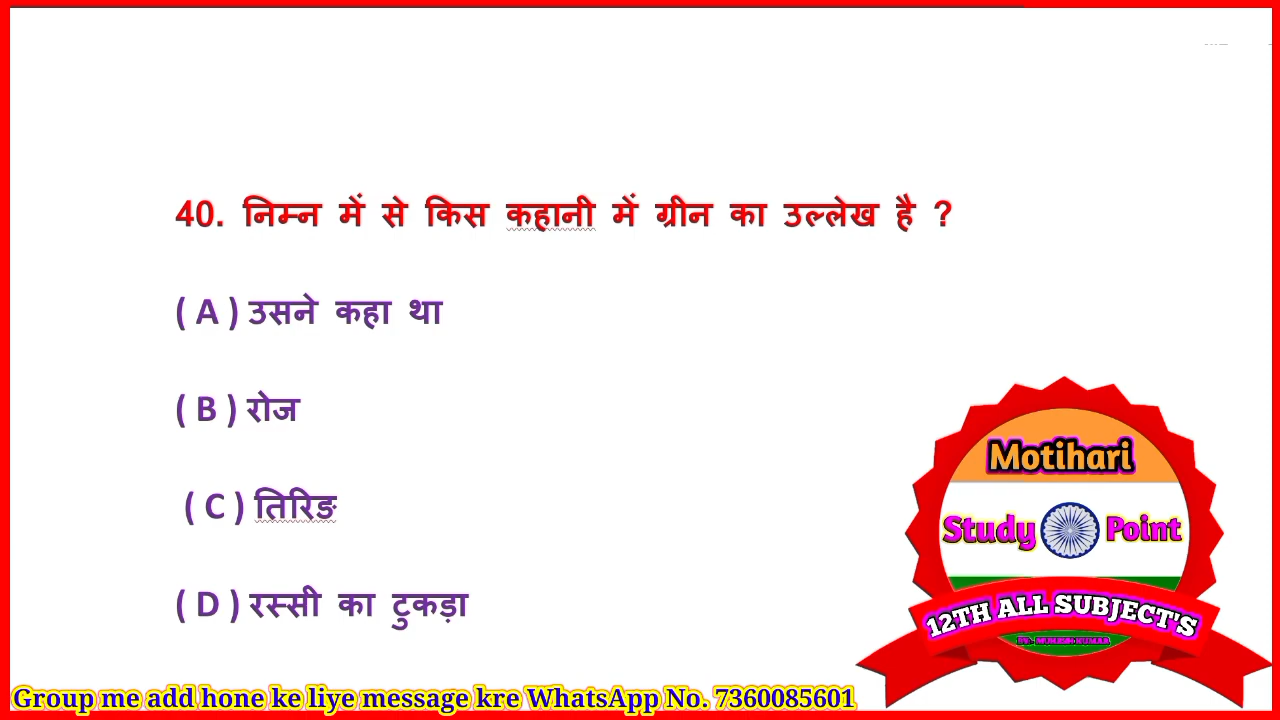 40. निम्न में से किस कहानी में ग्रीन का उल्लेख है ?
( A ) उसने कहा था
( B ) रोज
( C ) तिरिङ
( D ) रस्सी का टुकड़ा
Motihari
Study Point
12TH ALL SUBJECT'S
Group me add hone ke liye message kre WhatsApp No. 7360085601